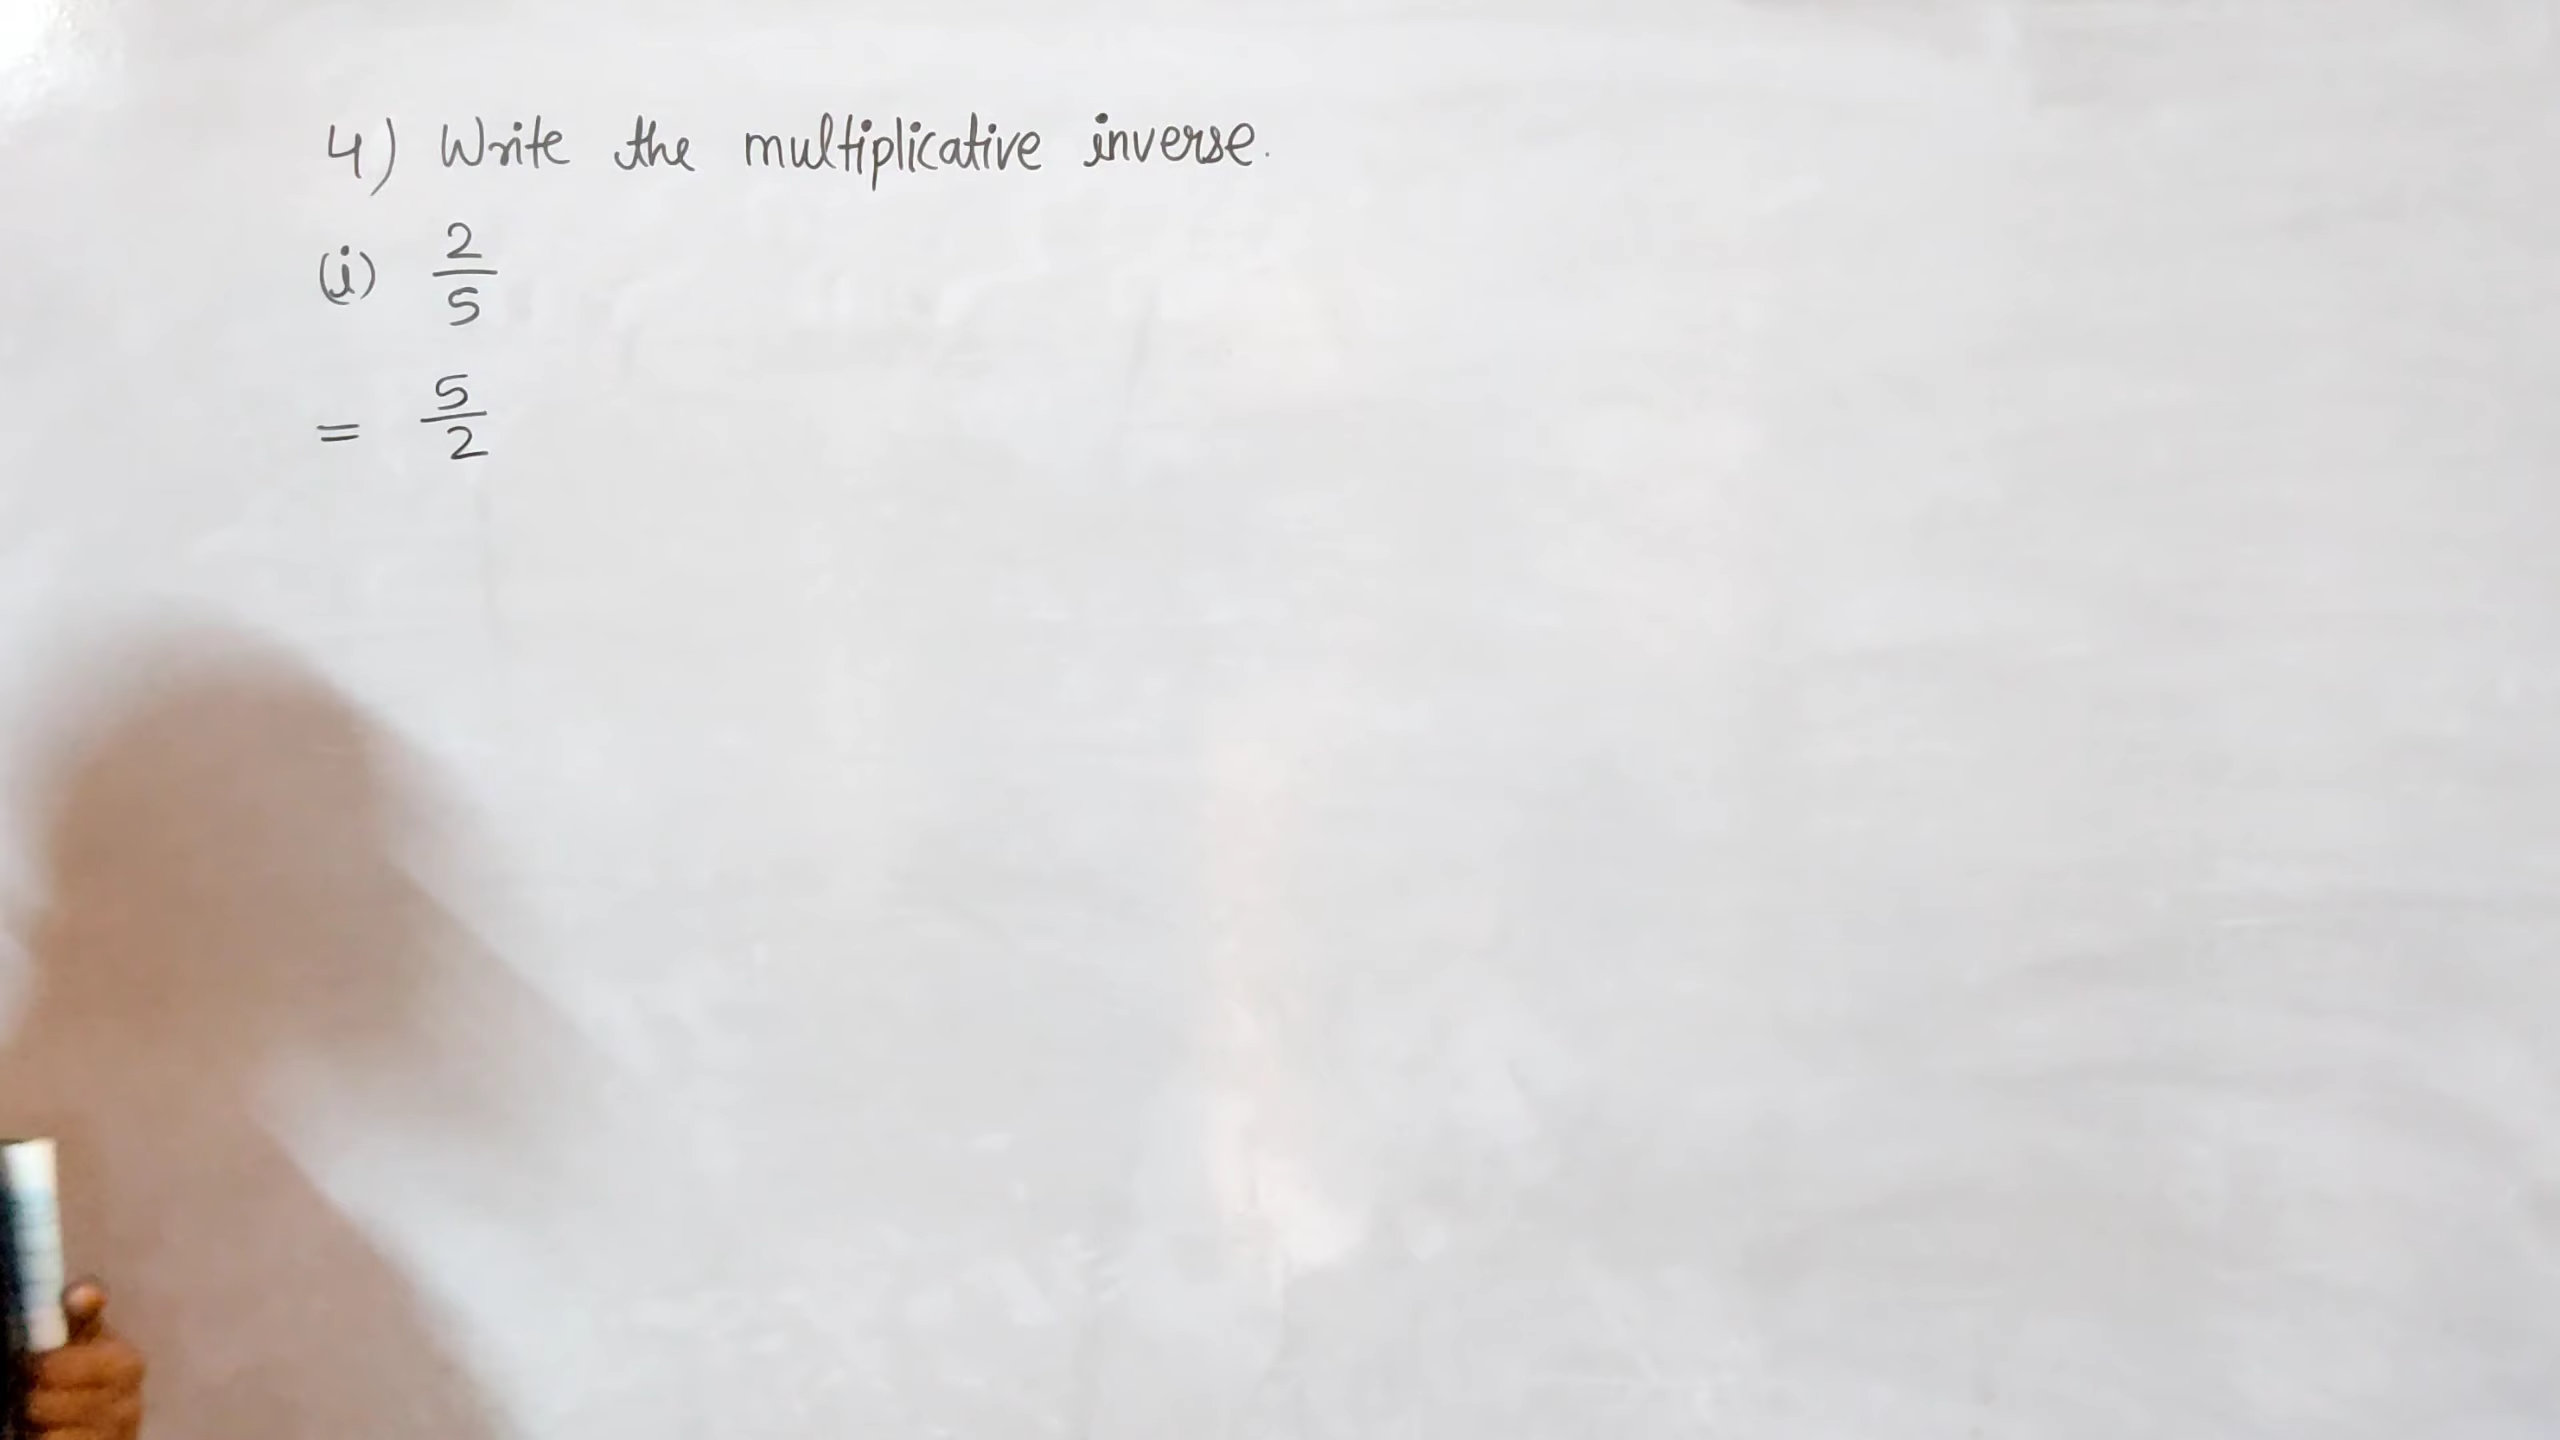 4) Write the multiplicative inverse.
(i) 2/5
= 5/2